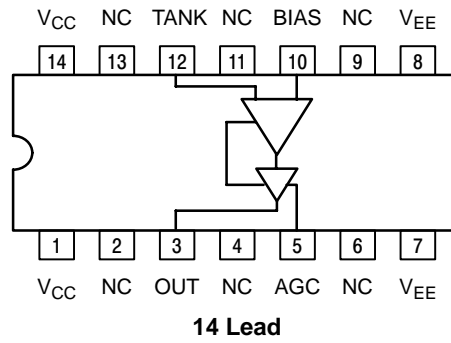 VCC NC TANK NC BIAS NC VEE
14 13 12 11 10 9 8
1 2 3 4 5 6 7
VCC NC OUT NC AGC NC VEE
14 Lead